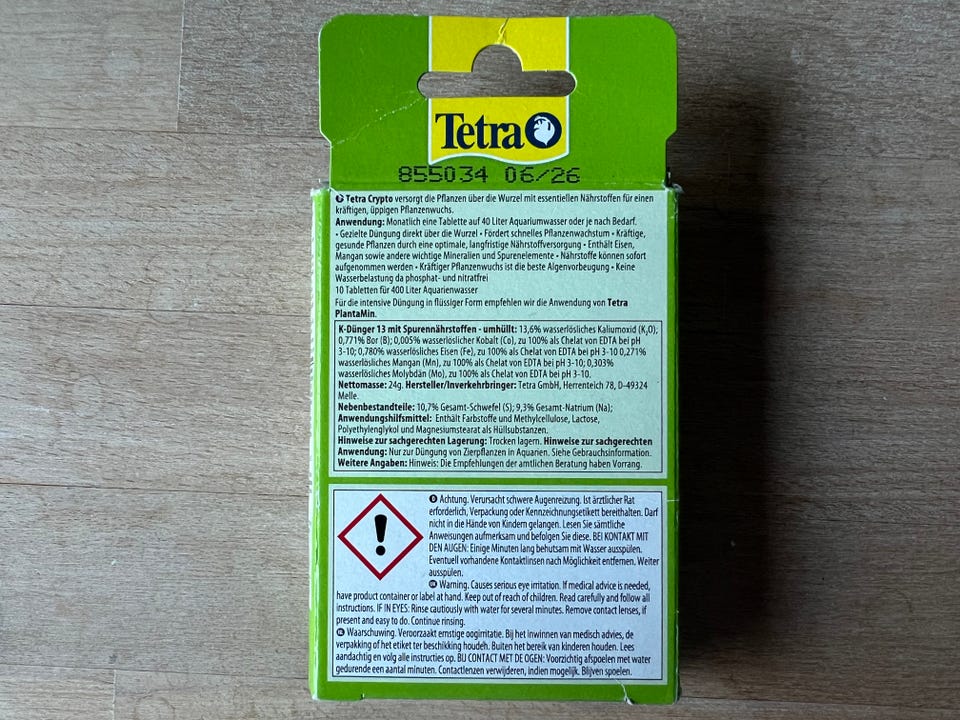 Tetra
855034 06/26
D Tetra Crypto versorgt die Pflanzen über die Wurzel mit essentiellen Nährstoffen für einen
kräftigen, üppigen Pflanzenwuchs.
Anwendung: Monatlich eine Tablette auf 40 Liter Aquariumwasser oder je nach Bedarf.
• Gezielte Düngung direkt über die Wurzel • Fördert schnelles Pflanzenwachstum • Kräftige,
gesunde Pflanzen durch eine optimale, langfristige Nährstoffversorgung • Enthält Eisen,
Mangan sowie andere wichtige Mineralien und Spurenelemente • Nährstoffe können sofort
aufgenommen werden • Kräftiger Pflanzenwuchs ist die beste Algenvorbeugung • Keine
Wasserbelastung da phosphat- und nitratfrei
10 Tabletten für 400 Liter Aquarienwasser
Für die intensive Düngung in flüssiger Form empfehlen wir die Anwendung von Tetra
PlantaMin.
K-Dünger 13 mit Spurennährstoffen - umhüllt: 13,6% wasserlösliches Kaliumoxid (K₂O);
0,771% Bor (B); 0,005% wasserlöslicher Kobalt (Co), zu 100% als Chelat von EDTA bei pH
3-10; 0,780% wasserlösliches Eisen (Fe), zu 100% als Chelat von EDTA bei pH 3-10 0,271%
wasserlösliches Mangan (Mn), zu 100% als Chelat von EDTA bei pH 3-10; 0,303%
wasserlösliches Molybdän (Mo), zu 100% als Chelat von EDTA bei pH 3-10.
Nettomasse: 24g. Hersteller/Inverkehrbringer: Tetra GmbH, Herrenteich 78, D-49324
Melle.
Nebenbestandteile: 10,7% Gesamt-Schwefel (S); 9,3% Gesamt-Natrium (Na);
Anwendungshilfsmittel: Enthält Farbstoffe und Methylcellulose, Lactose,
Polyethylenglykol und Magnesiumstearat als Hüllsubstanzen.
Hinweise zur sachgerechten Lagerung: Trocken lagern. Hinweise zur sachgerechten
Anwendung: Nur zur Düngung von Zierpflanzen in Aquarien. Siehe Gebrauchsinformation.
Weitere Angaben: Hinweis: Die Empfehlungen der amtlichen Beratung haben Vorrang.
D Achtung. Verursacht schwere Augenreizung. Ist ärztlicher Rat
erforderlich, Verpackung oder Kennzeichnungsetikett bereithalten. Darf
nicht in die Hände von Kindern gelangen. Lesen Sie sämtliche
Anweisungen aufmerksam und befolgen Sie diese. BEI KONTAKT MIT
DEN AUGEN: Einige Minuten lang behutsam mit Wasser ausspülen.
Eventuell vorhandene Kontaktlinsen nach Möglichkeit entfernen. Weiter
ausspülen.
GB Warning. Causes serious eye irritation. If medical advice is needed,
have product container or label at hand. Keep out of reach of children. Read carefully and follow all
instructions. IF IN EYES: Rinse cautiously with water for several minutes. Remove contact lenses, if
present and easy to do. Continue rinsing.
NL Waarschuwing. Veroorzaakt ernstige oogirritatie. Bij het inwinnen van medisch advies, de
verpakking of het etiket ter beschikking houden. Buiten het bereik van kinderen houden. Lees
aandachtig en volg alle instructies op. BIJ CONTACT MET DE OGEN: Voorzichtig afspoelen met water
gedurende een aantal minuten. Contactlenzen verwijderen, indien mogelijk. Blijven spoelen.